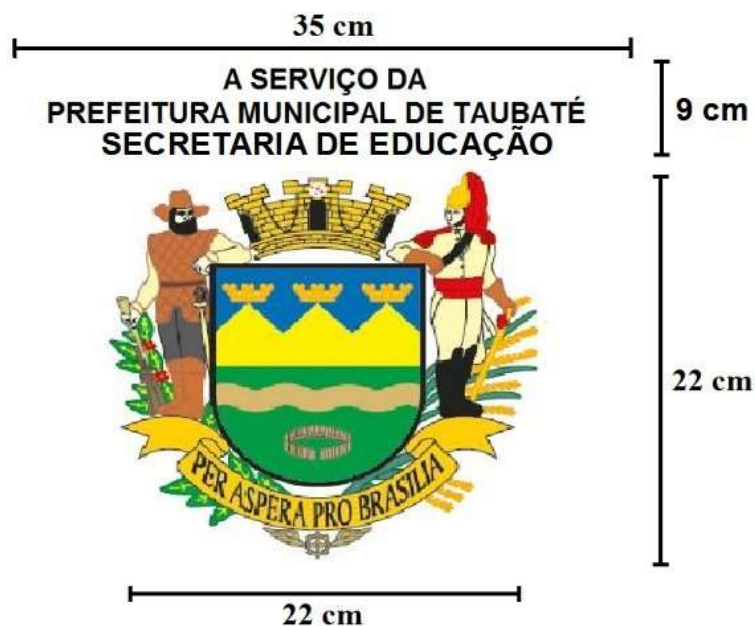 35 cm
A SERVIÇO DA
PREFEITURA MUNICIPAL DE TAUBATÉ
SECRETARIA DE EDUCAÇÃO
9 cm
22 cm
PER ASPERA PRO BRASILIA
22 cm